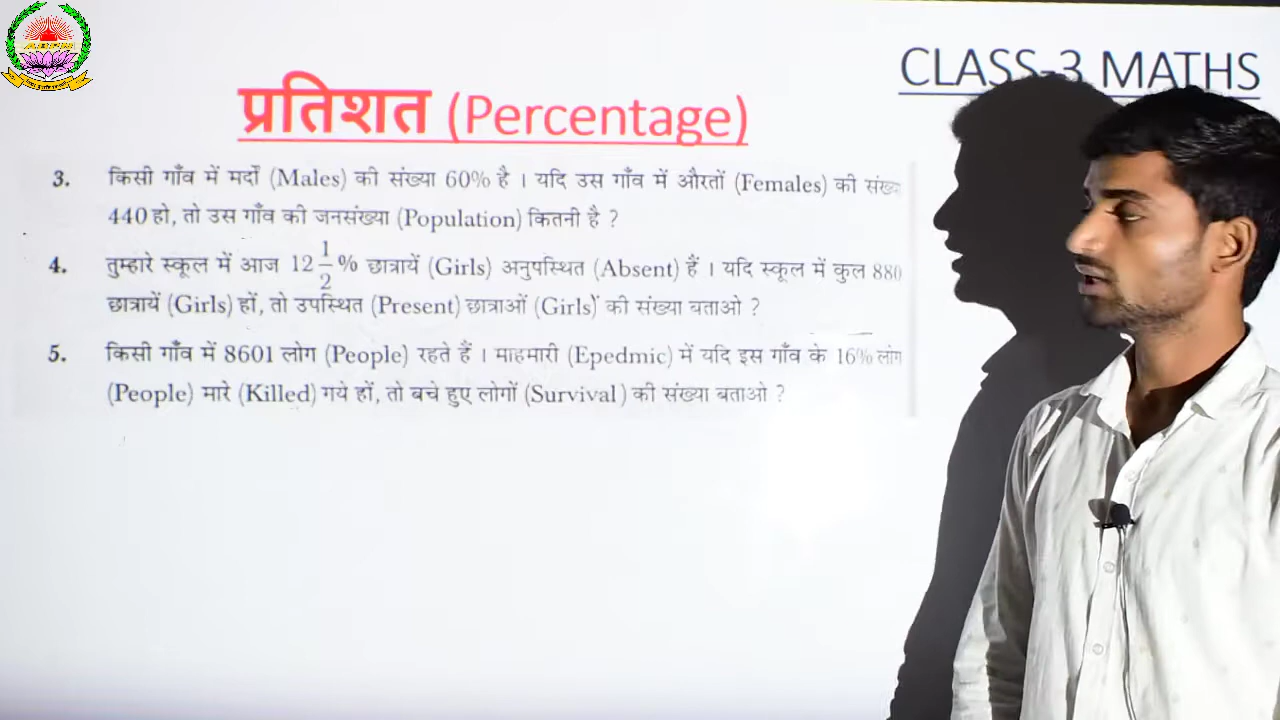 CLASS-3 MATHS
प्रतिशत (Percentage)
3. किसी गाँव में मर्दों (Males) की संख्या 60% है । यदि उस गाँव में औरतों (Females) की संख्या
440 हो, तो उस गाँव की जनसंख्या (Population) कितनी है ?
4. तुम्हारे स्कूल में आज 12 1/2 % छात्रायें (Girls) अनुपस्थित (Absent) हैं । यदि स्कूल में कुल 880
छात्रायें (Girls) हों, तो उपस्थित (Present) छात्राओं (Girls) की संख्या बताओ ?
5. किसी गाँव में 8601 लोग (People) रहते हैं । माहमारी (Epedmic) में यदि इस गाँव के 16% लोग
(People) मारे (Killed) गये हों, तो बचे हुए लोगों (Survival) की संख्या बताओ ?